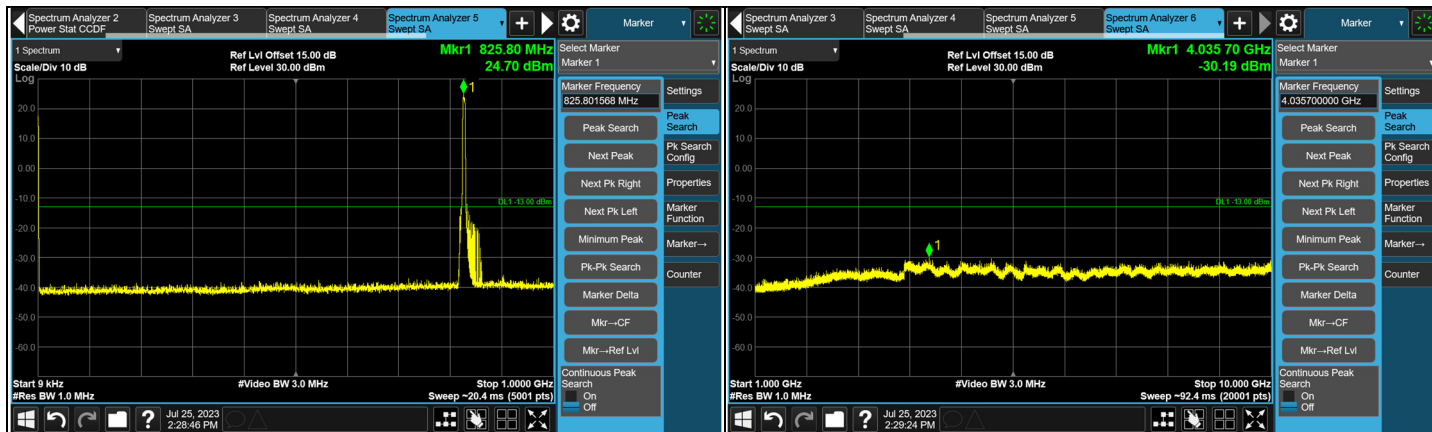 Spectrum Analyzer 2
Power Stat CCDF
Spectrum Analyzer 3
Swept SA
Spectrum Analyzer 4
Swept SA
Spectrum Analyzer 5
Swept SA
+
Marker
1 Spectrum
Scale/Div 10 dB
Ref Lvl Offset 15.00 dB
Ref Level 30.00 dBm
Mkr1 825.80 MHz
24.70 dBm
Log
1
20.0
10.0
0.00
-10.0
DL1 -13.00 dBm
-20.0
-30.0
-40.0
-50.0
-60.0
Start 9 kHz
#Video BW 3.0 MHz
Stop 1.0000 GHz
#Res BW 1.0 MHz
Sweep ~20.4 ms (5001 pts)
Select Marker
Marker 1
Marker Frequency
825.801568 MHz
Peak Search
Next Peak
Next Pk Right
Next Pk Left
Minimum Peak
Pk-Pk Search
Marker Delta
Mkr→CF
Mkr→Ref Lvl
Continuous Peak
Search
On
Off
Settings
Peak
Search
Pk Search
Config
Properties
Marker
Function
Marker→
Counter
?
Jul 25, 2023
2:28:46 PM
Spectrum Analyzer 3
Swept SA
Spectrum Analyzer 4
Swept SA
Spectrum Analyzer 5
Swept SA
Spectrum Analyzer 6
Swept SA
+
Marker
1 Spectrum
Scale/Div 10 dB
Ref Lvl Offset 15.00 dB
Ref Level 30.00 dBm
Mkr1 4.035 70 GHz
-30.19 dBm
Log
20.0
10.0
0.00
-10.0
DL1 -13.00 dBm
-20.0
1
-30.0
-40.0
-50.0
-60.0
Start 1.000 GHz
#Video BW 3.0 MHz
Stop 10.000 GHz
#Res BW 1.0 MHz
Sweep ~92.4 ms (20001 pts)
Select Marker
Marker 1
Marker Frequency
4.035700000 GHz
Peak Search
Next Peak
Next Pk Right
Next Pk Left
Minimum Peak
Pk-Pk Search
Marker Delta
Mkr→CF
Mkr→Ref Lvl
Continuous Peak
Search
On
Off
Settings
Peak
Search
Pk Search
Config
Properties
Marker
Function
Marker→
Counter
?
Jul 25, 2023
2:29:24 PM